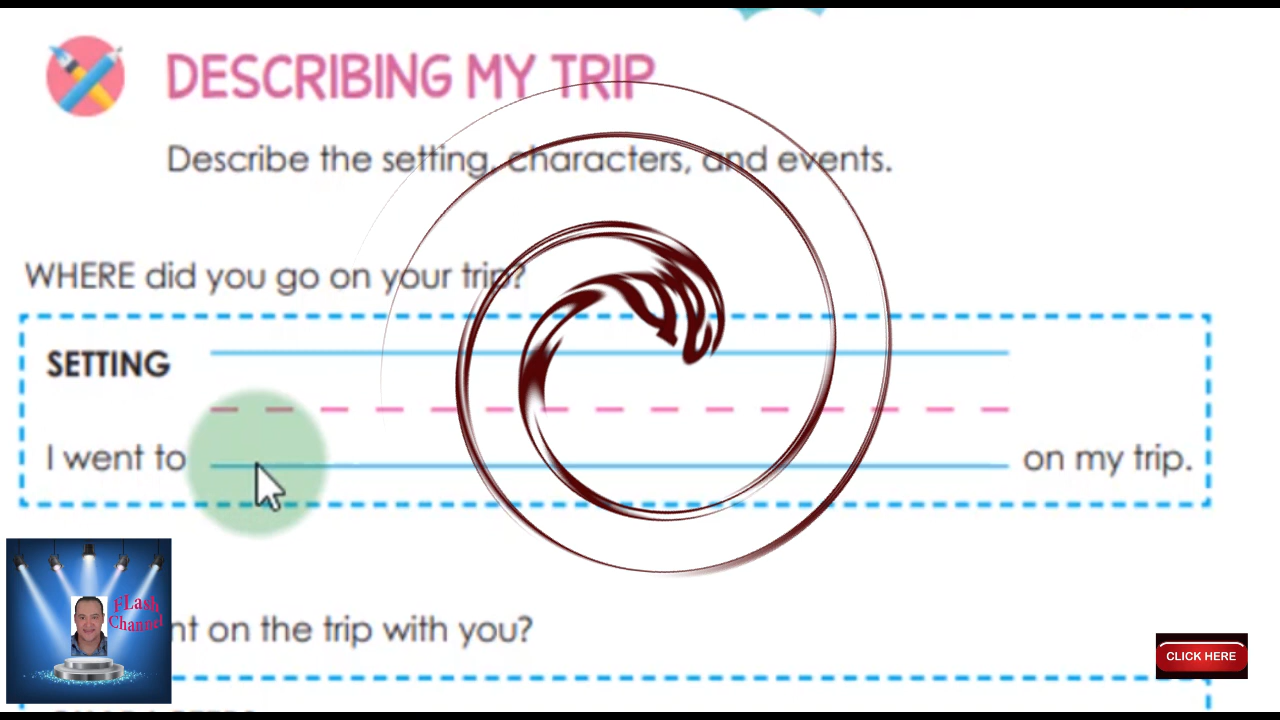 DESCRIBING MY TRIP
Describe the setting, characters, and events.
WHERE did you go on your trip?
SETTING
I went to on my trip.
FLash
Channel
nt on the trip with you?
CLICK HERE